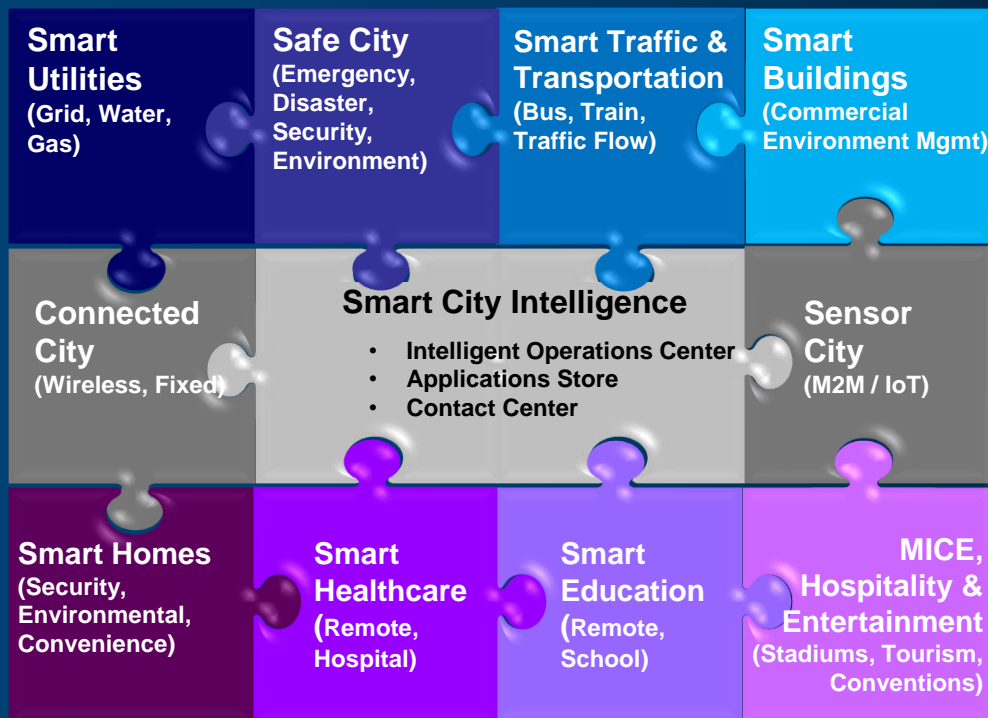 Smart
Utilities
(Grid, Water,
Gas)
Safe City
(Emergency,
Disaster,
Security,
Environment)
Smart Traffic &
Transportation
(Bus, Train,
Traffic Flow)
Smart
Buildings
(Commercial
Environment Mgmt)
Connected
City
(Wireless, Fixed)
Smart City Intelligence
• Intelligent Operations Center
• Applications Store
• Contact Center
Sensor
City
(M2M / IoT)
Smart Homes
(Security,
Environmental,
Convenience)
Smart
Healthcare
(Remote,
Hospital)
Smart
Education
(Remote,
School)
MICE,
Hospitality &
Entertainment
(Stadiums, Tourism,
Conventions)